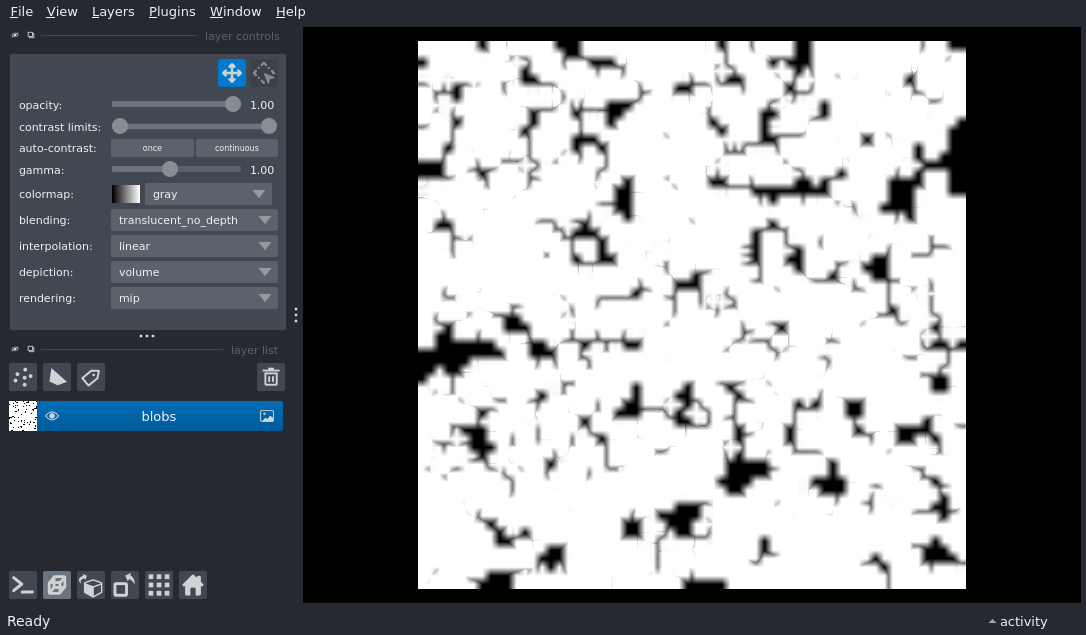 File View Layers Plugins Window Help
layer controls
opacity: 1.00
contrast limits:
auto-contrast: once continuous
gamma: 1.00
colormap: gray
blending: translucent_no_depth
interpolation: linear
depiction: volume
rendering: mip
layer list
blobs
Ready
activity